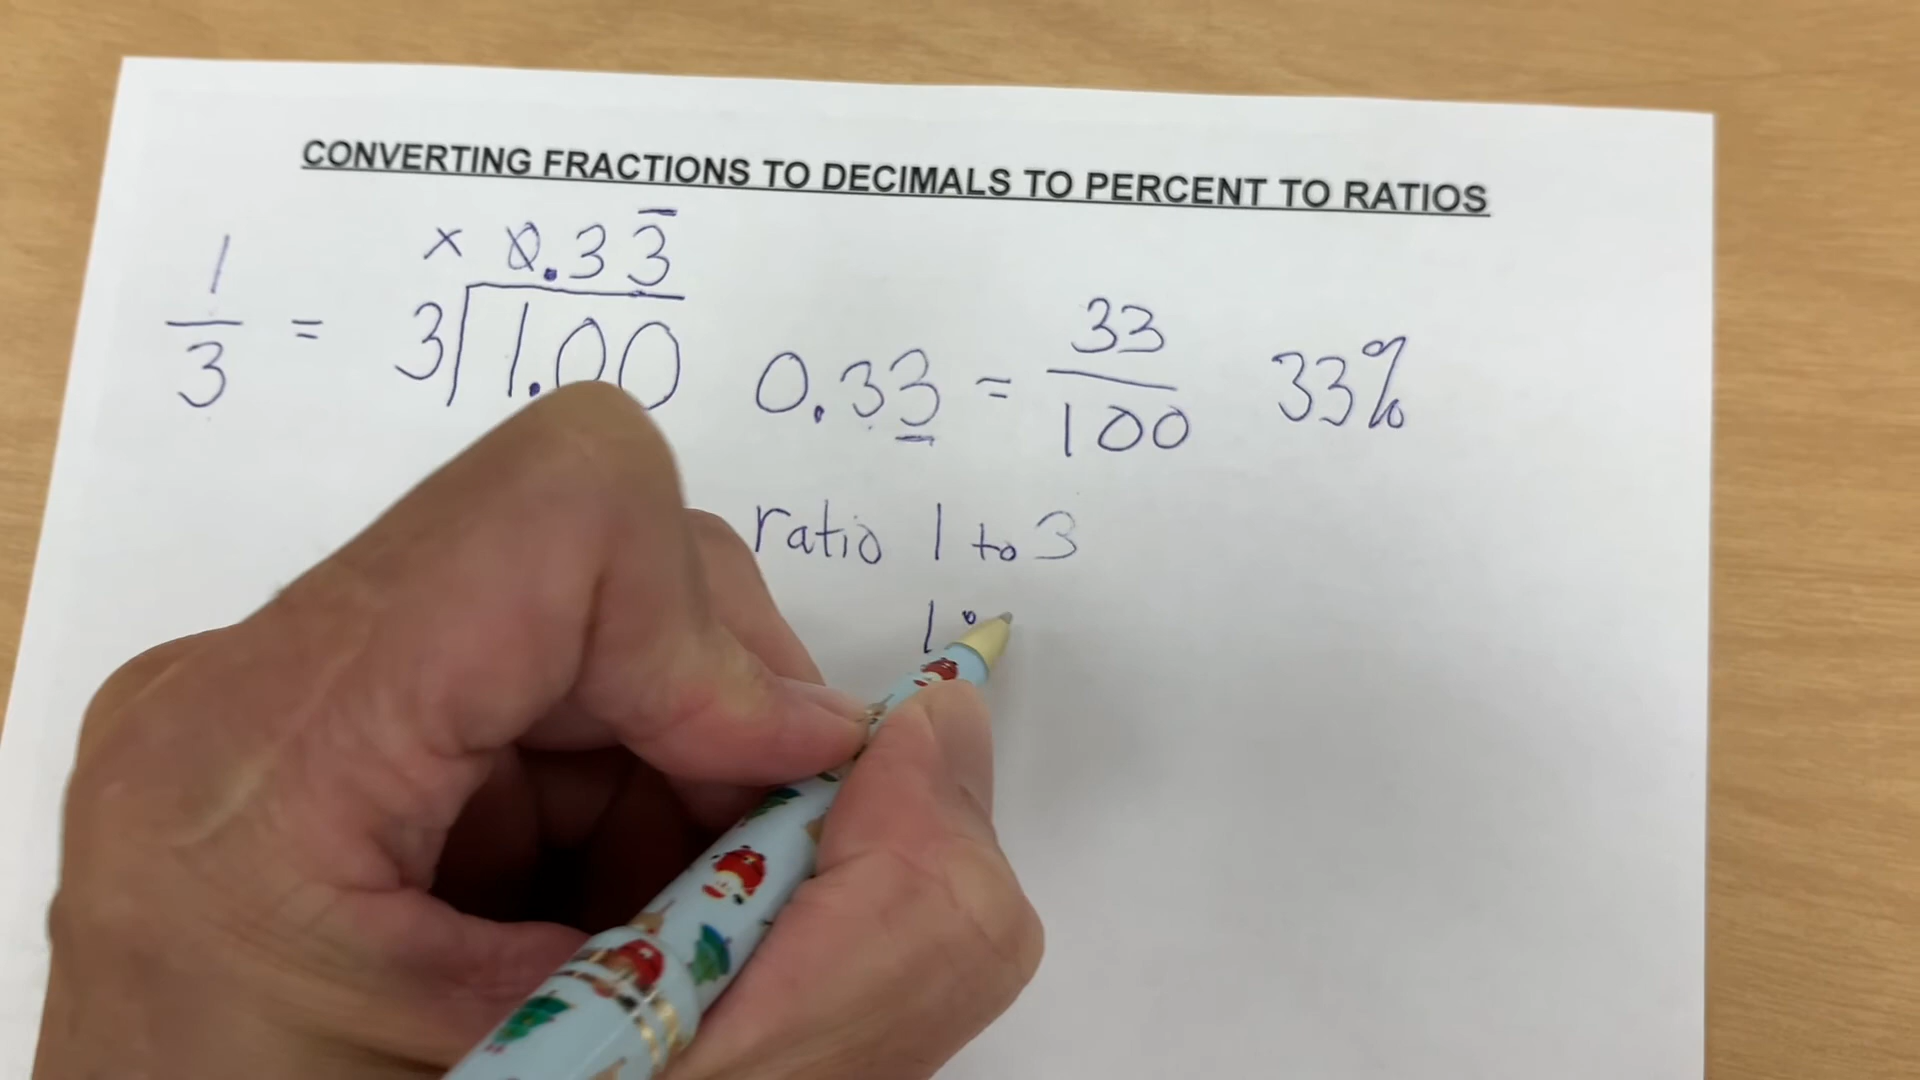 CONVERTING FRACTIONS TO DECIMALS TO PERCENT TO RATIOS
x 0.33̅
1/3 = 3⟌1.00
0.33 = 33/100 33%
ratio 1 to 3
1: